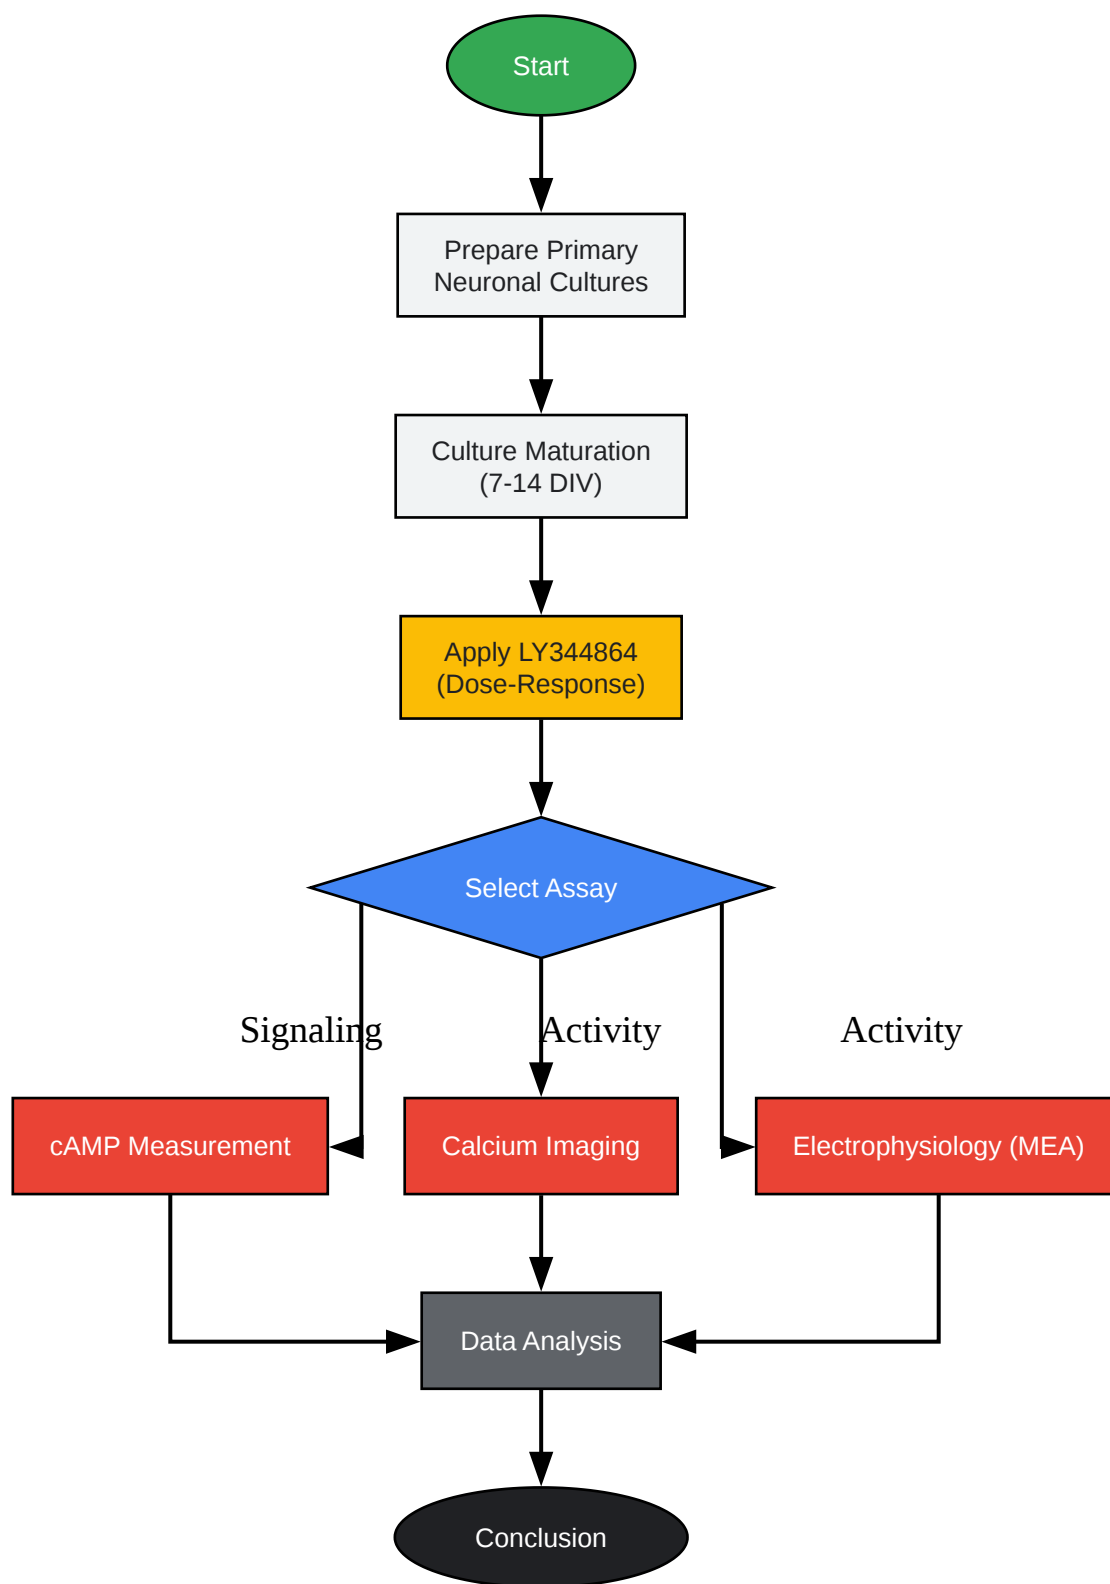 Start
Prepare Primary
Neuronal Cultures
Culture Maturation
(7-14 DIV)
Apply LY344864
(Dose-Response)
Select Assay
Signaling
Activity
Activity
cAMP Measurement
Calcium Imaging
Electrophysiology (MEA)
Data Analysis
Conclusion